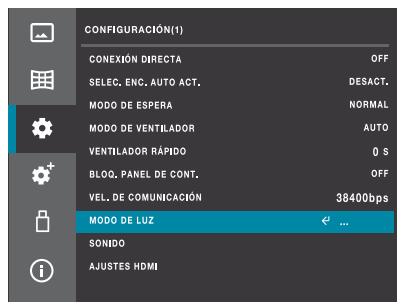 CONFIGURACIÓN(1)
CONEXIÓN DIRECTA OFF
SELEC. ENC. AUTO ACT. DESACT.
MODO DE ESPERA NORMAL
MODO DE VENTILADOR AUTO
VENTILADOR RÁPIDO 0 S
BLOQ. PANEL DE CONT. OFF
VEL. DE COMUNICACIÓN 38400bps
MODO DE LUZ ↵ ...
SONIDO
AJUSTES HDMI